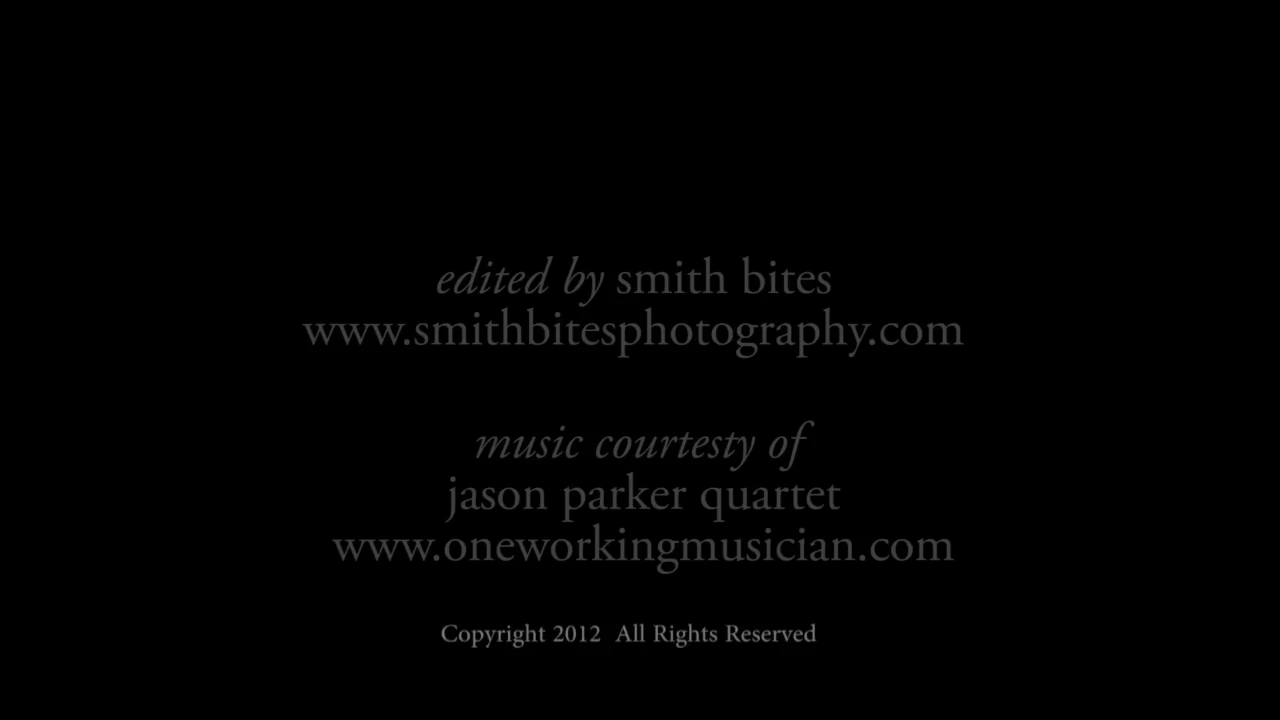 edited by smith bites
www.smithbitesphotography.com
music courtesty of
jason parker quartet
www.oneworkingmusician.com
Copyright 2012 All Rights Reserved